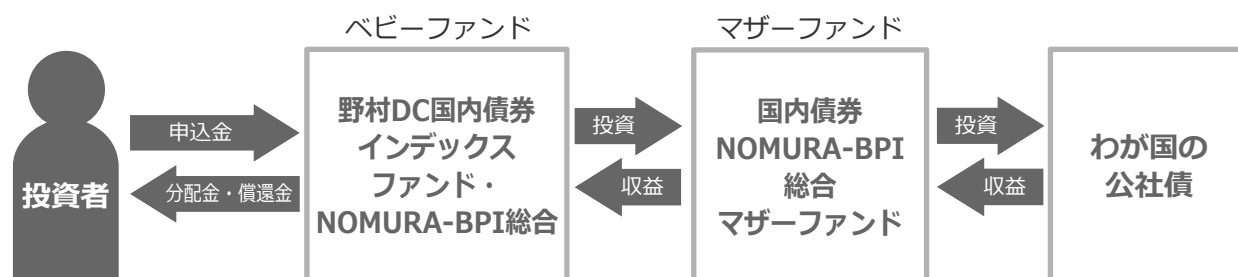 ベビーファンド
マザーファンド
投資者
申込金
分配金・償還金
野村DC国内債券
インデックス
ファンド・
NOMURA-BPI総合
投資
収益
国内債券
NOMURA-BPI
総合
マザーファンド
投資
収益
わが国の
公社債